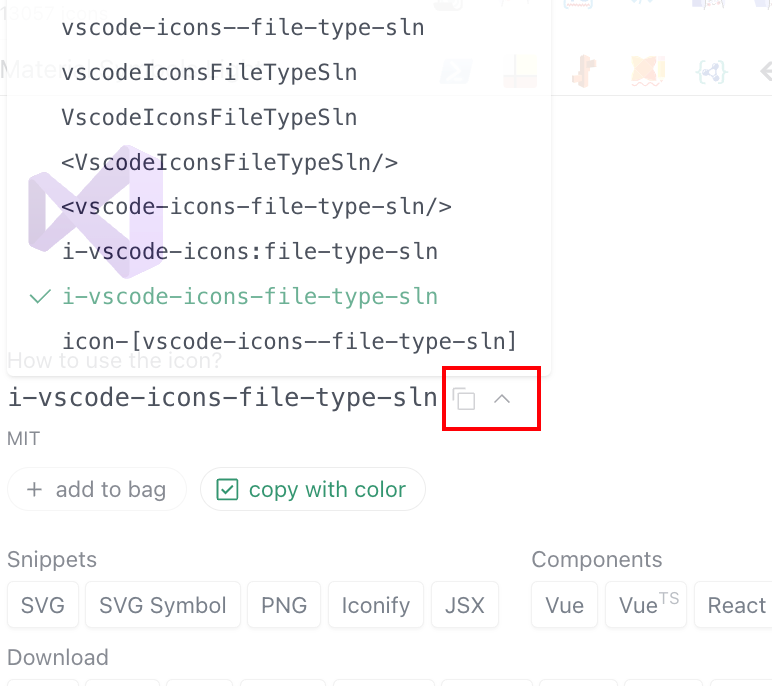 vscode-icons--file-type-sln
vscodeIconsFileTypeSln
VscodeIconsFileTypeSln
<VscodeIconsFileTypeSln/>
<vscode-icons-file-type-sln/>
i-vscode-icons:file-type-sln
i-vscode-icons-file-type-sln
icon-[vscode-icons--file-type-sln]
How to use the icon?
i-vscode-icons-file-type-sln
MIT
add to bag
copy with color
Snippets
Components
SVG
SVG Symbol
PNG
Iconify
JSX
Vue
VueTS
React
Download